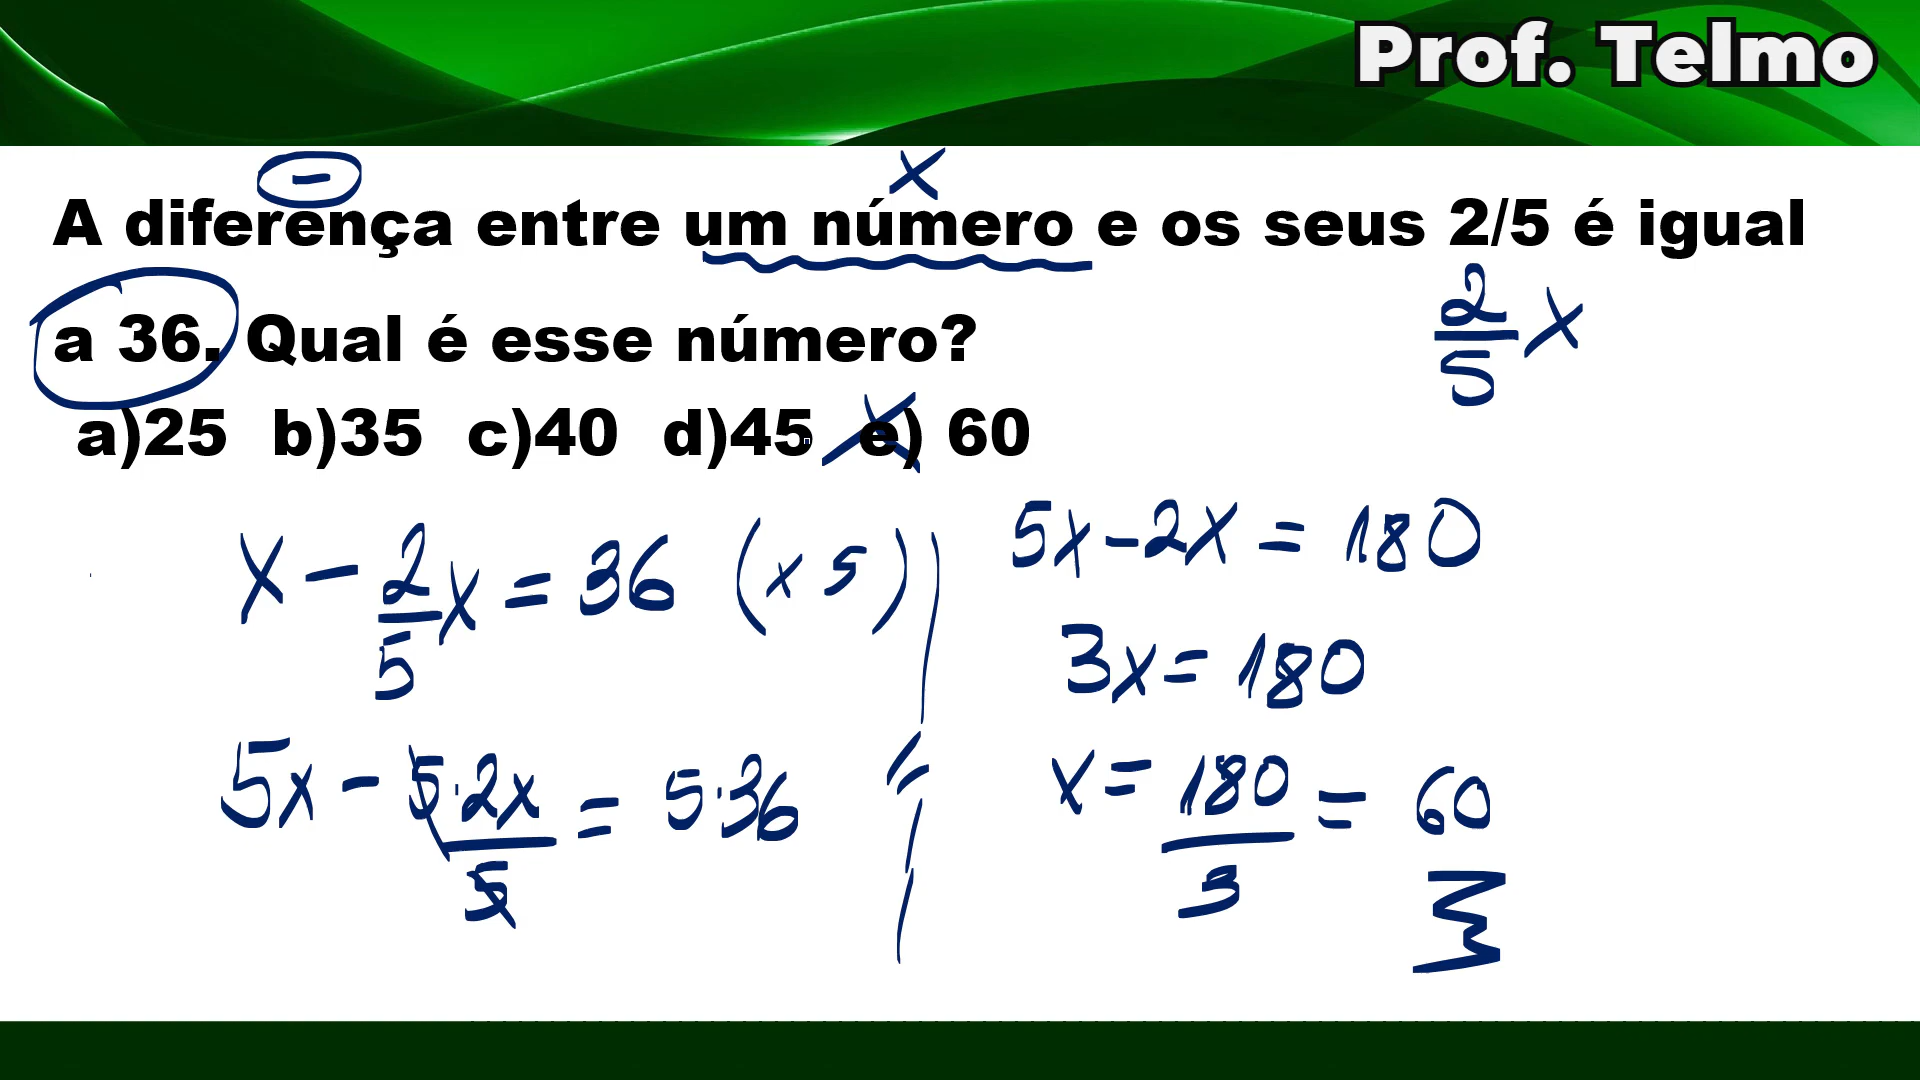 Prof. Telmo
−
x
A diferença entre um número e os seus 2/5 é igual
2/5 x
a 36. Qual é esse número?
a)25 b)35 c)40 d)45 e) 60
x − 2/5 x = 36 (x 5)
5x − 5·2x/5 = 5·36
5x − 2x = 180
3x = 180
x = 180/3 = 60